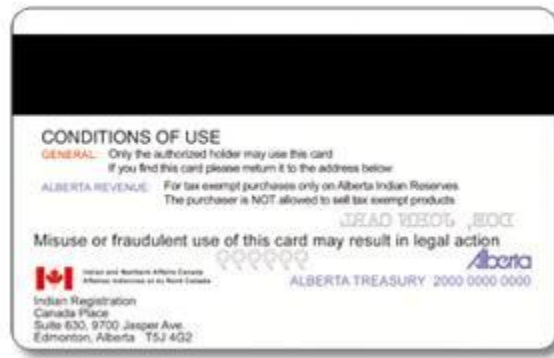 CONDITIONS OF USE
GENERAL: Only the authorized holder may use this card
If you find this card please return it to the address below
ALBERTA REVENUE: For tax exempt purchases only on Alberta Indian Reserves
The purchaser is NOT allowed to sell tax exempt products
DOE, JOHN CARL
Misuse or fraudulent use of this card may result in legal action
999999
Indian and Northern Affairs Canada
Affaires indiennes et du Nord Canada
Alberta
ALBERTA TREASURY 2000 0000 0000
Indian Registration
Canada Place
Suite 630, 9700 Jasper Ave.
Edmonton, Alberta T5J 4G2